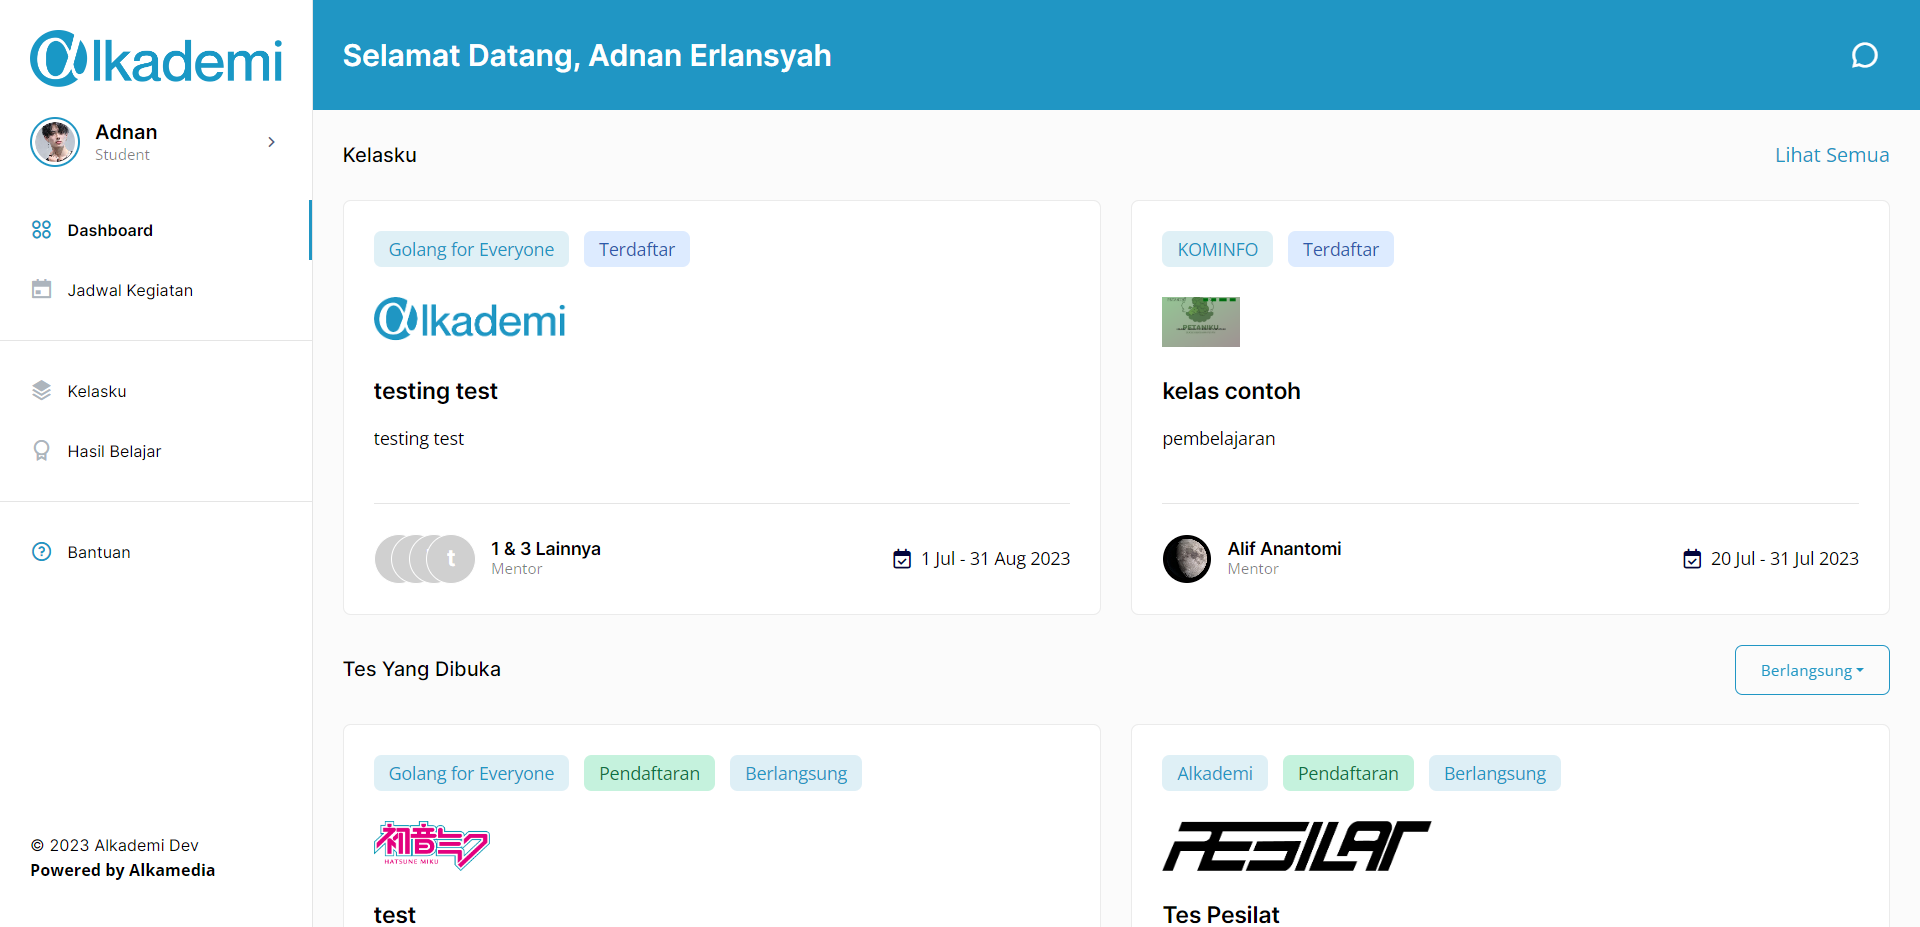 αlkademi
Adnan
Student
Dashboard
Jadwal Kegiatan
Kelasku
Hasil Belajar
Bantuan
© 2023 Alkademi Dev
Powered by Alkamedia
Selamat Datang, Adnan Erlansyah
Kelasku
Lihat Semua
Golang for Everyone
Terdaftar
αlkademi
testing test
testing test
t
1 & 3 Lainnya
Mentor
1 Jul - 31 Aug 2023
KOMINFO
Terdaftar
PETANIKU
kelas contoh
pembelajaran
Alif Anantomi
Mentor
20 Jul - 31 Jul 2023
Tes Yang Dibuka
Berlangsung
Golang for Everyone
Pendaftaran
Berlangsung
初音ミク
HATSUNE MIKU
test
Alkademi
Pendaftaran
Berlangsung
PESILAT
Tes Pesilat